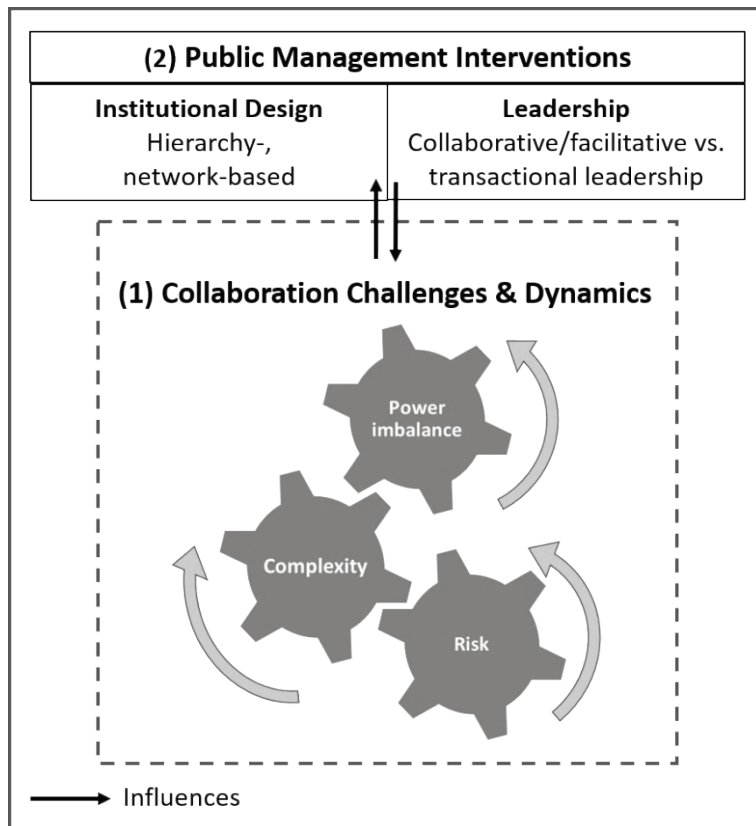 (2) Public Management Interventions
Institutional Design
Hierarchy-,
network-based
Leadership
Collaborative/facilitative vs.
transactional leadership
(1) Collaboration Challenges & Dynamics
Power
imbalance
Complexity
Risk
Influences